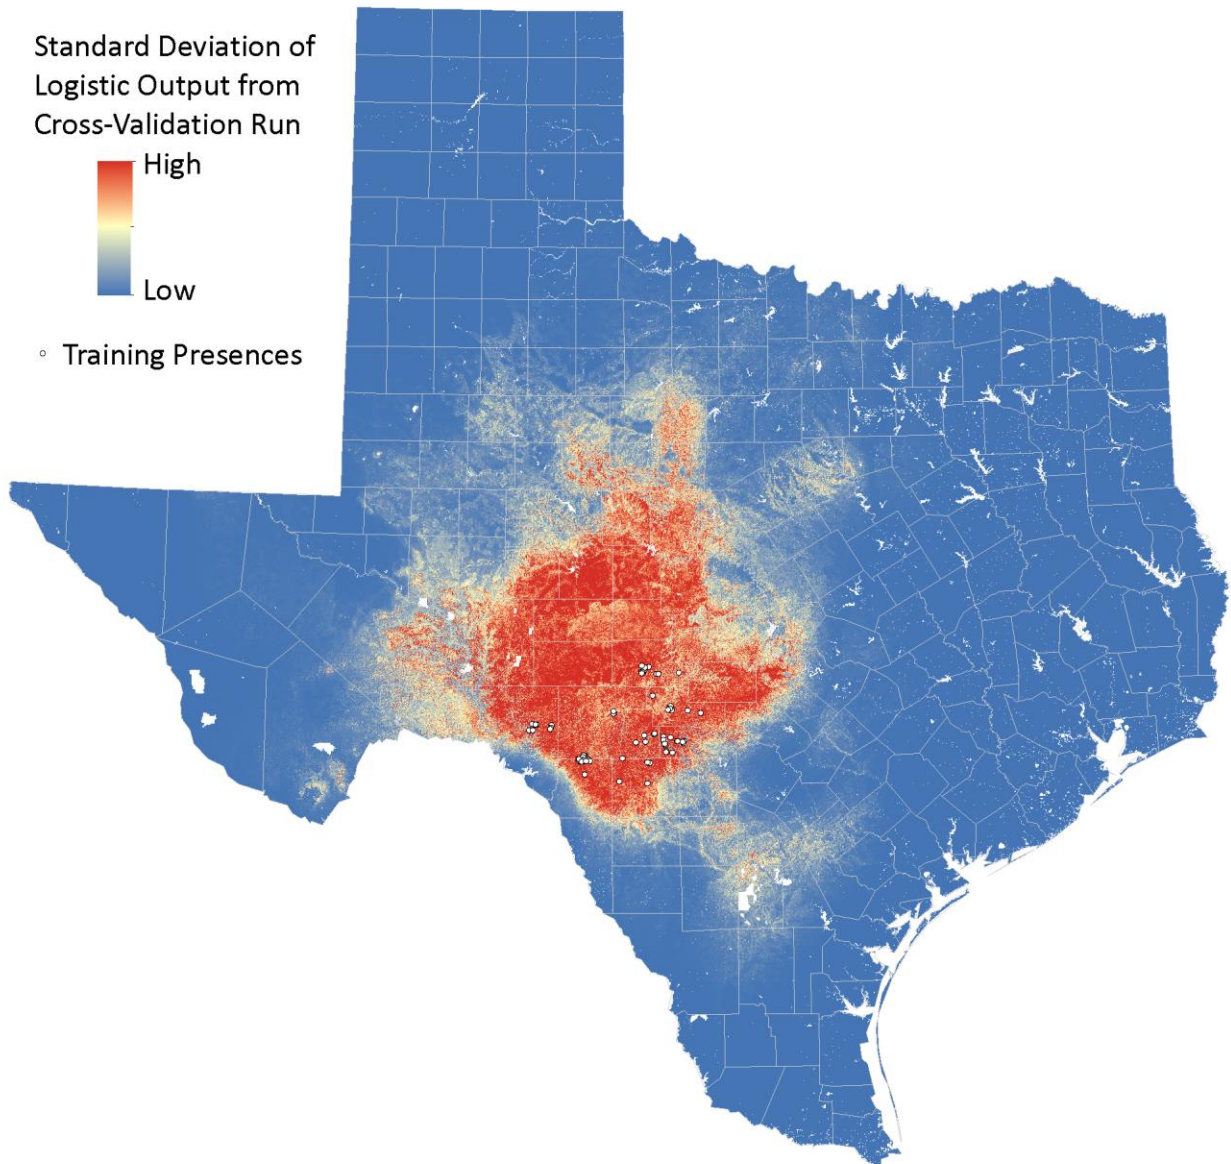 Standard Deviation of
Logistic Output from
Cross-Validation Run
High
Low
Training Presences